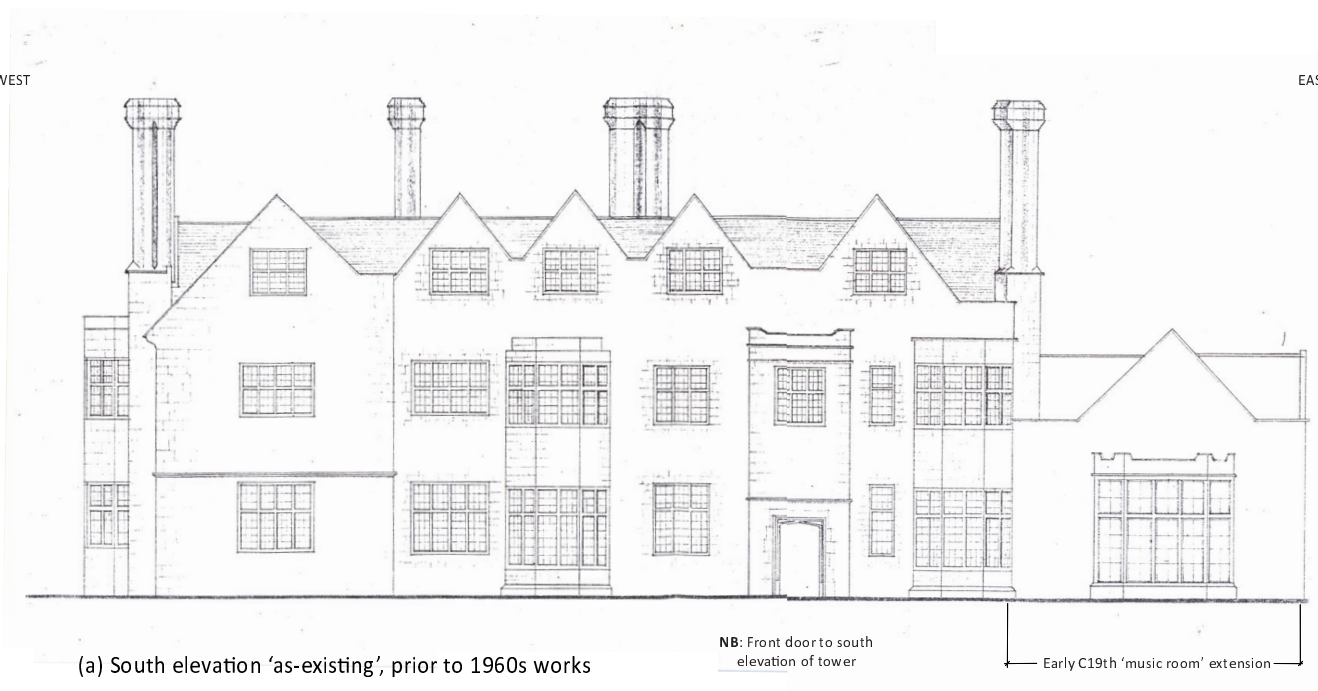 WEST
EAS
NB: Front door to south
elevation of tower
(a) South elevation ‘as-existing’, prior to 1960s works
Early C19th ‘music room’ extension